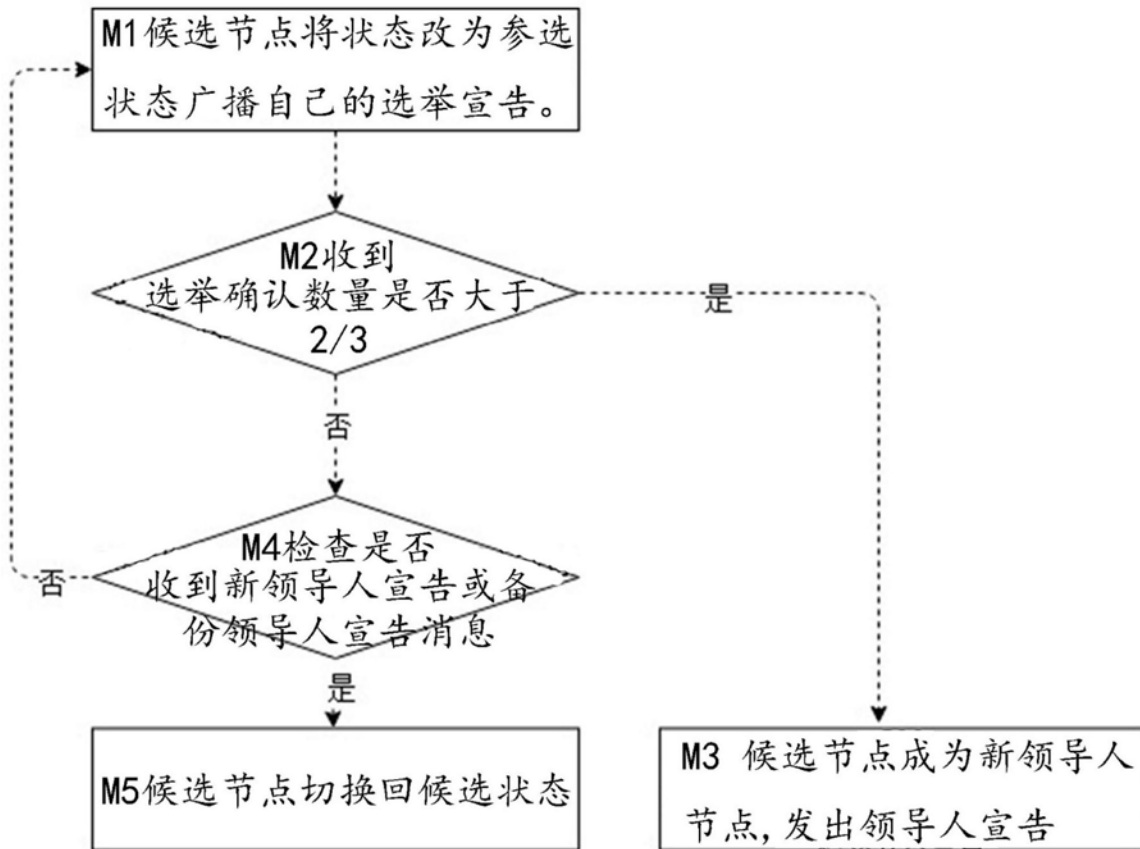 M1候选节点将状态改为参选
状态广播自己的选举宣告。
M2收到
选举确认数量是否大于
2/3
是
否
M4检查是否
收到新领导人宣告或备
份领导人宣告消息
否
是
M5候选节点切换回候选状态
M3 候选节点成为新领导人
节点,发出领导人宣告